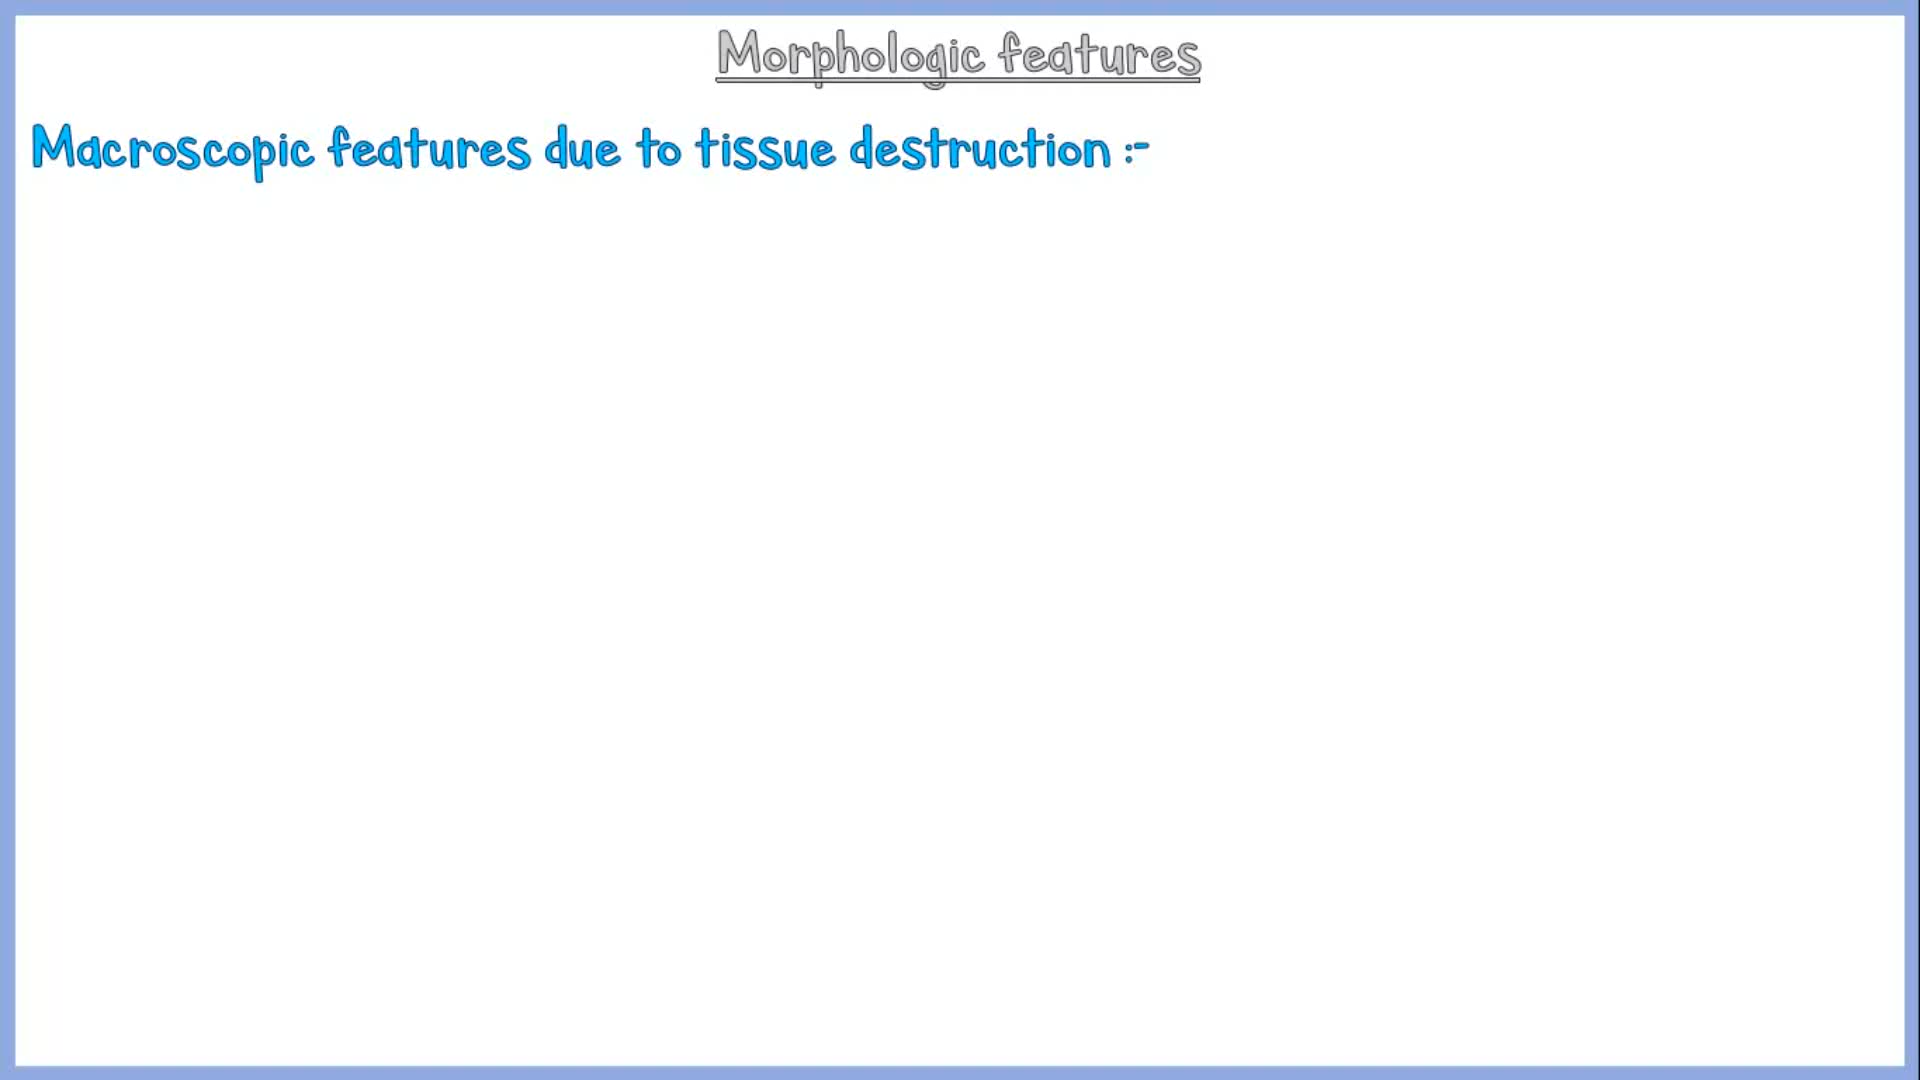 Morphologic features
Macroscopic features due to tissue destruction :-